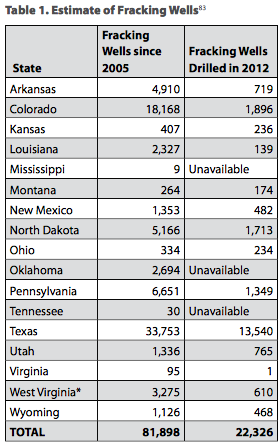 Table 1. Estimate of Fracking Wells83
State Fracking Wells since 2005 Fracking Wells Drilled in 2012
Arkansas 4,910 719
Colorado 18,168 1,896
Kansas 407 236
Louisiana 2,327 139
Mississippi 9 Unavailable
Montana 264 174
New Mexico 1,353 482
North Dakota 5,166 1,713
Ohio 334 234
Oklahoma 2,694 Unavailable
Pennsylvania 6,651 1,349
Tennessee 30 Unavailable
Texas 33,753 13,540
Utah 1,336 765
Virginia 95 1
West Virginia* 3,275 610
Wyoming 1,126 468
TOTAL 81,898 22,326